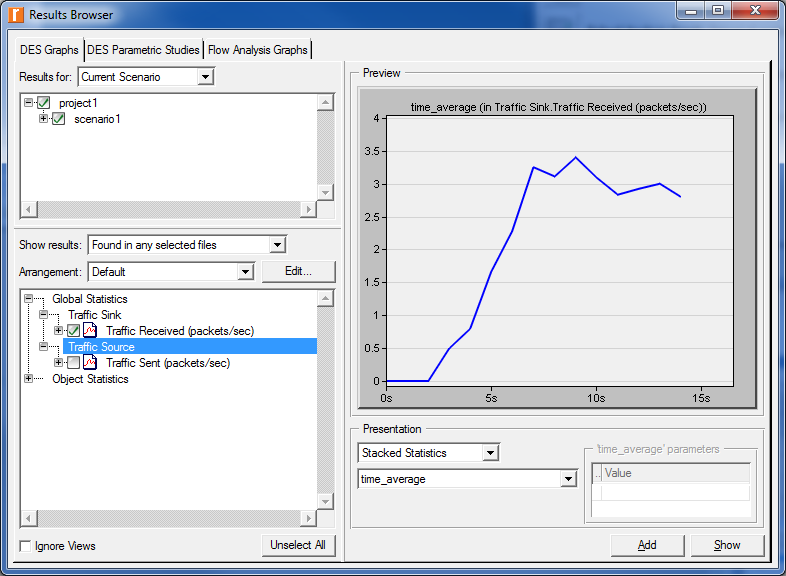 Results Browser
DES Graphs DES Parametric Studies Flow Analysis Graphs
Results for: Current Scenario
project1
scenario1
Show results: Found in any selected files
Arrangement: Default Edit...
Global Statistics
Traffic Sink
Traffic Received (packets/sec)
Traffic Source
Traffic Sent (packets/sec)
Object Statistics
Ignore Views Unselect All
Preview
time_average (in Traffic Sink.Traffic Received (packets/sec))
4
3.5
3
2.5
2
1.5
1
0.5
0
0s 5s 10s 15s
Presentation
Stacked Statistics
time_average
'time_average' parameters
.. Value
Add Show